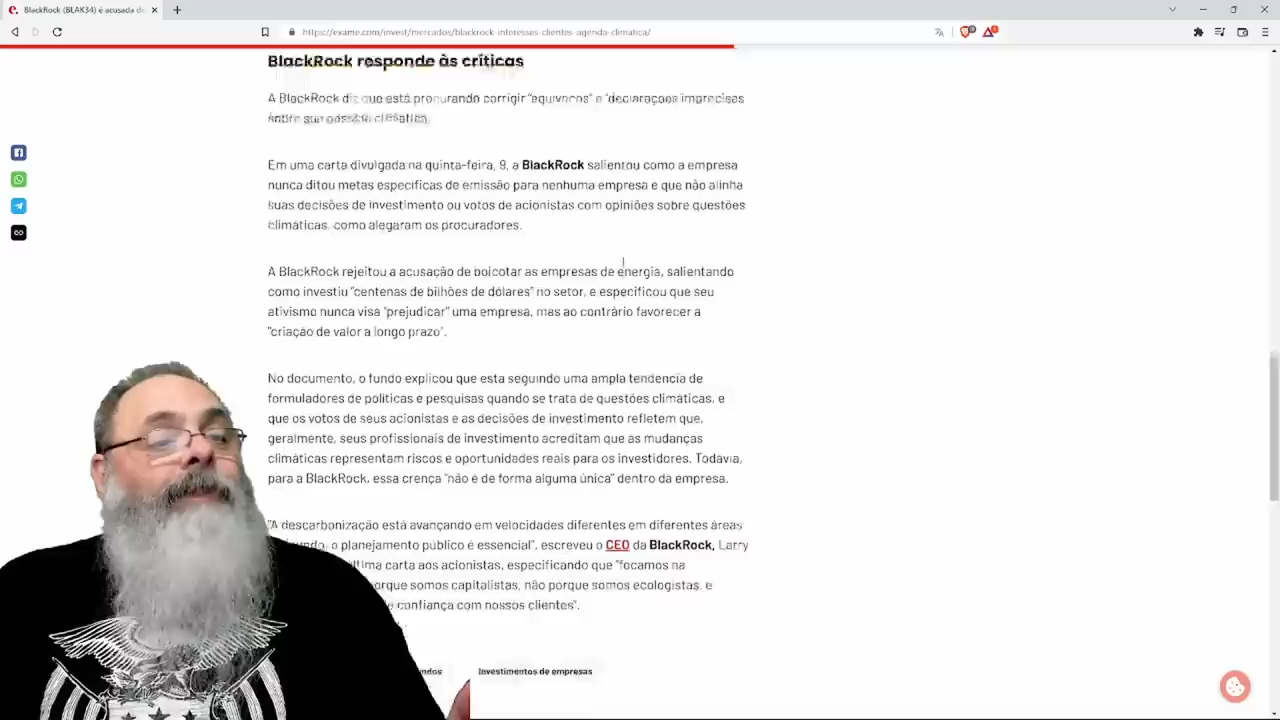 BlackRock (BLAK34) é acusada de
https://exame.com/invest/mercados/blackrock-interesses-clientes-agenda-climatica/
BlackRock responde às críticas
A BlackRock diz que está procurando corrigir "equívocos" e "declarações imprecisas
Em uma carta divulgada na quinta-feira, 9, a BlackRock salientou como a empresa
nunca ditou metas específicas de emissão para nenhuma empresa e que não alinha
suas decisões de investimento ou votos de acionistas com opiniões sobre questões
climáticas, como alegaram os procuradores.
A BlackRock rejeitou a acusação de boicotar as empresas de energia, salientando
como investiu "centenas de bilhões de dólares" no setor, e especificou que seu
ativismo nunca visa "prejudicar" uma empresa, mas ao contrário favorecer a
"criação de valor a longo prazo".
No documento, o fundo explicou que esta seguindo uma ampla tendencia de
formuladores de políticas e pesquisas quando se trata de questões climáticas, e
que os votos de seus acionistas e as decisões de investimento refletem que,
geralmente, seus profissionais de investimento acreditam que as mudanças
climáticas representam riscos e oportunidades reais para os investidores. Todavia,
para a BlackRock, essa crença "não é de forma alguma única" dentro da empresa.
"A descarbonização está avançando em velocidades diferentes em diferentes áreas
o planejamento público é essencial", escreveu o CEO da BlackRock, Larry
ltima carta aos acionistas, especificando que "focamos na
orque somos capitalistas, não porque somos ecologistas, e
de confiança com nossos clientes".
Investimentos de empresas